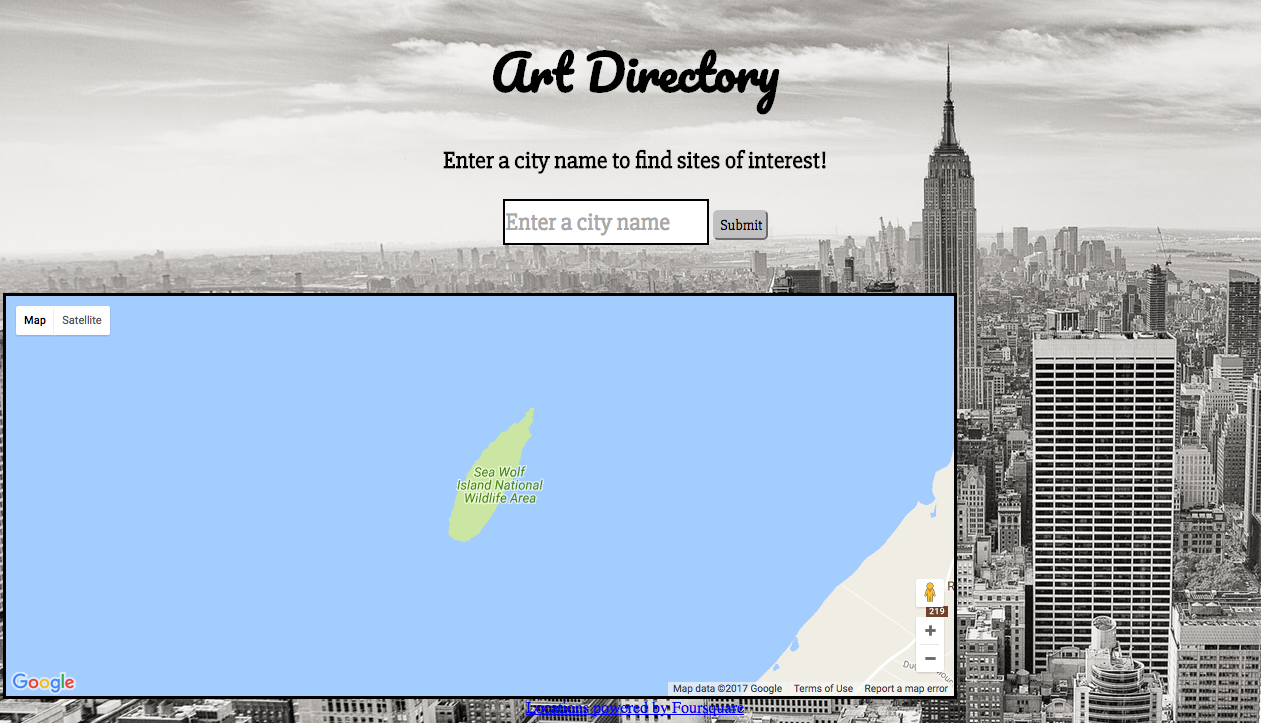 Art Directory
Enter a city name to find sites of interest!
Enter a city name Submit
Map Satellite
Sea Wolf
Island National
Wildlife Area
219
Google
Map data ©2017 Google Terms of Use Report a map error
Locations powered by Foursquare